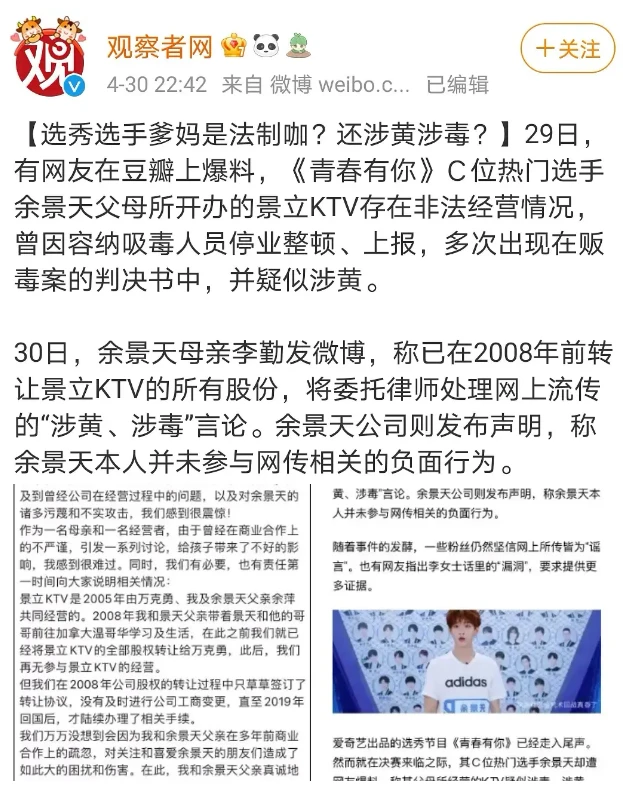 观
观察者网
+关注
4-30 22:42 来自 微博 weibo.c... 已编辑
【选秀选手爹妈是法制咖？还涉黄涉毒？】29日，
有网友在豆瓣上爆料，《青春有你》C位热门选手
余景天父母所开办的景立KTV存在非法经营情况，
曾因容纳吸毒人员停业整顿、上报，多次出现在贩
毒案的判决书中，并疑似涉黄。
30日，余景天母亲李勤发微博，称已在2008年前转
让景立KTV的所有股份，将委托律师处理网上流传
的“涉黄、涉毒”言论。余景天公司则发布声明，称
余景天本人并未参与网传相关的负面行为。
及到曾经公司在经营过程中的问题，以及对余景天的
诸多污蔑和不实攻击，我们感到很震惊！
作为一名母亲和一名经营者，由于曾经在商业合作上
的不严谨，引发一系列讨论，给孩子带来了不好的影
响，我感到很难过。同时，我们有必要，也有责任第
一时间向大家说明相关情况：
景立KTV是2005年由万克勇、我及余景天父亲余萍
共同经营的。2008年我和景天父亲带着景天和他的哥
哥前往加拿大温哥华学习及生活，在此之前我们就已
经将景立KTV的全部股权转让给万克勇，此后，我们
再无参与景立KTV的经营。
但我们在2008年公司股权的转让过程中只草草签订了
转让协议，没有及时进行公司工商变更，直至2019年
回国后，才陆续办理了相关手续。
我们万万没想到会因为我和余景天父亲在多年前商业
合作上的疏忽，对关注和喜爱余景天的朋友们造成了
如此大的困扰和伤害。在此，我和余景天父亲真诚地
黄、涉毒”言论。余景天公司则发布声明，称余景天本
人并未参与网传相关的负面行为。
随着事件的发酵，一些粉丝仍然坚信网上所传皆为“谣
言”。也有网友指出李女士话里的“漏洞”，要求提供更
多证据。
adidas
余景天
爱奇艺出品的选秀节目《青春有你》已经走入尾声。
然而就在决赛来临之际，其C位热门选手余景天却遭
网友爆料，称其父母所经营的KTV疑似涉毒、涉黄